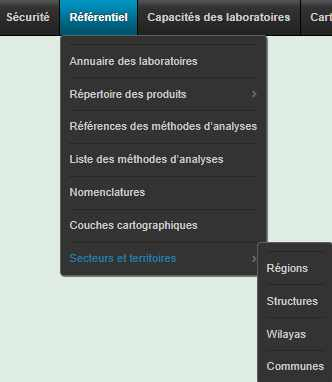 Sécurité Référentiel Capacités des laboratoires Cart
Annuaire des laboratoires
Répertoire des produits
Références des méthodes d'analyses
Liste des méthodes d'analyses
Nomenclatures
Couches cartographiques
Secteurs et territoires
Régions
Structures
Wilayas
Communes